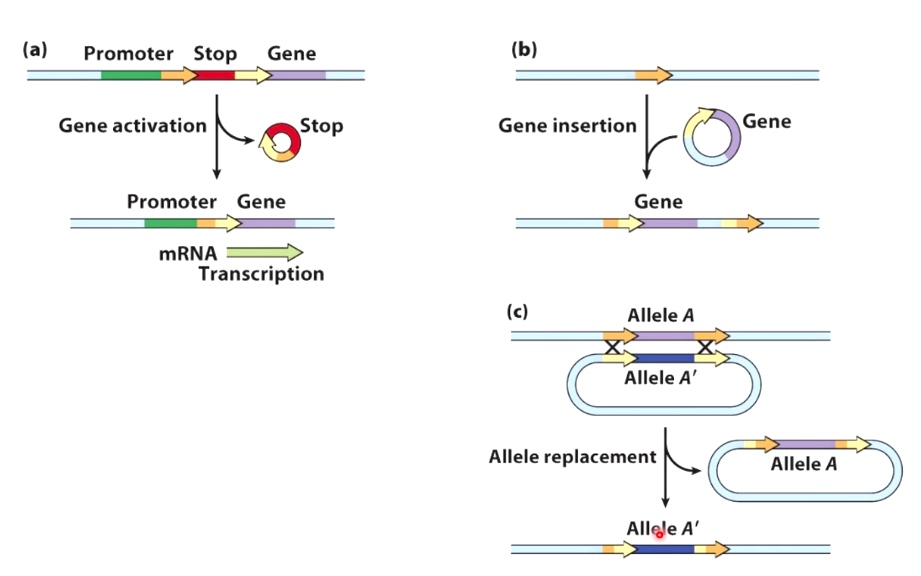 (a)
Promoter Stop Gene
Gene activation
Stop
Promoter Gene
mRNA
Transcription
(b)
Gene insertion
Gene
Gene
(c)
Allele A
Allele A′
Allele replacement
Allele A
Allele A′